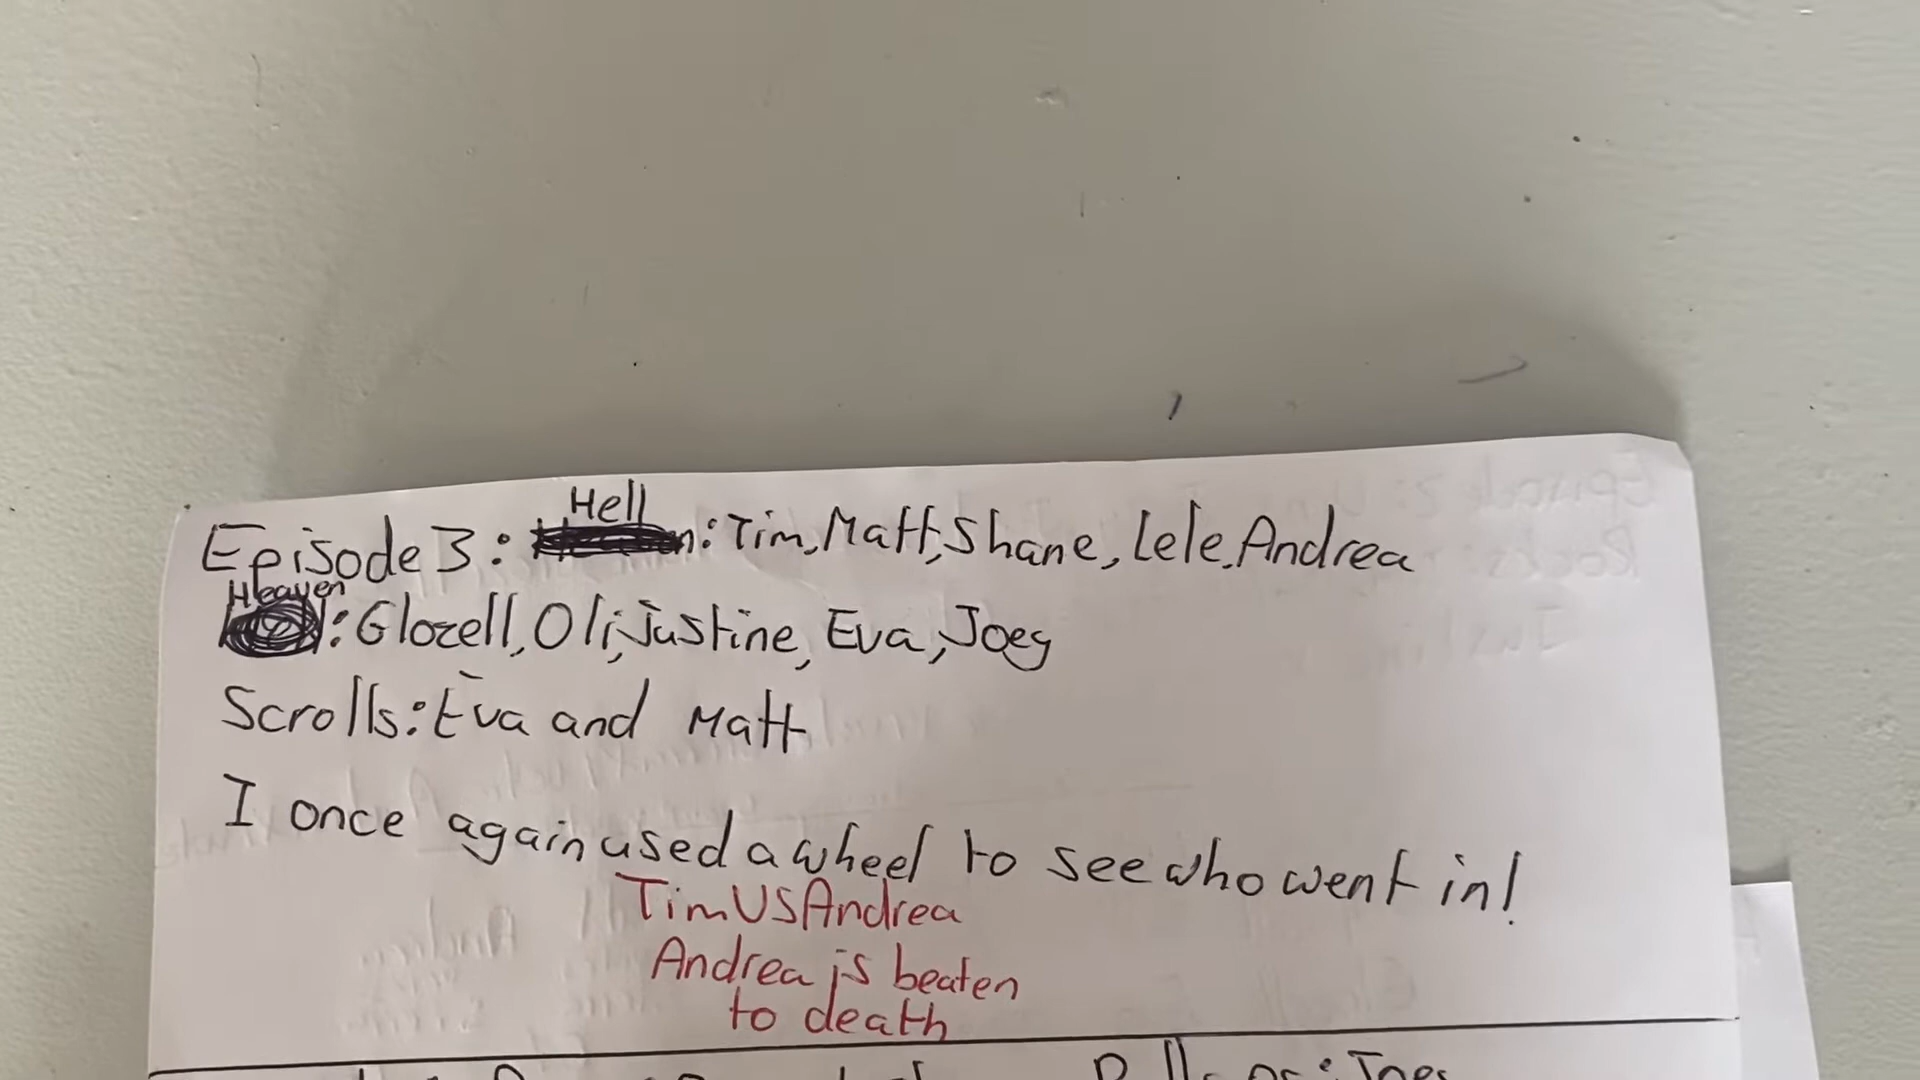 Hell
Episode 3: n: Tim, Matt, Shane, Lele, Andrea
Heaven
: Glozell, Oli, Justine, Eva, Joey
Scrolls: Eva and Matt
I once again used a wheel to see who went in!
Tim VS Andrea
Andrea is beaten
to death